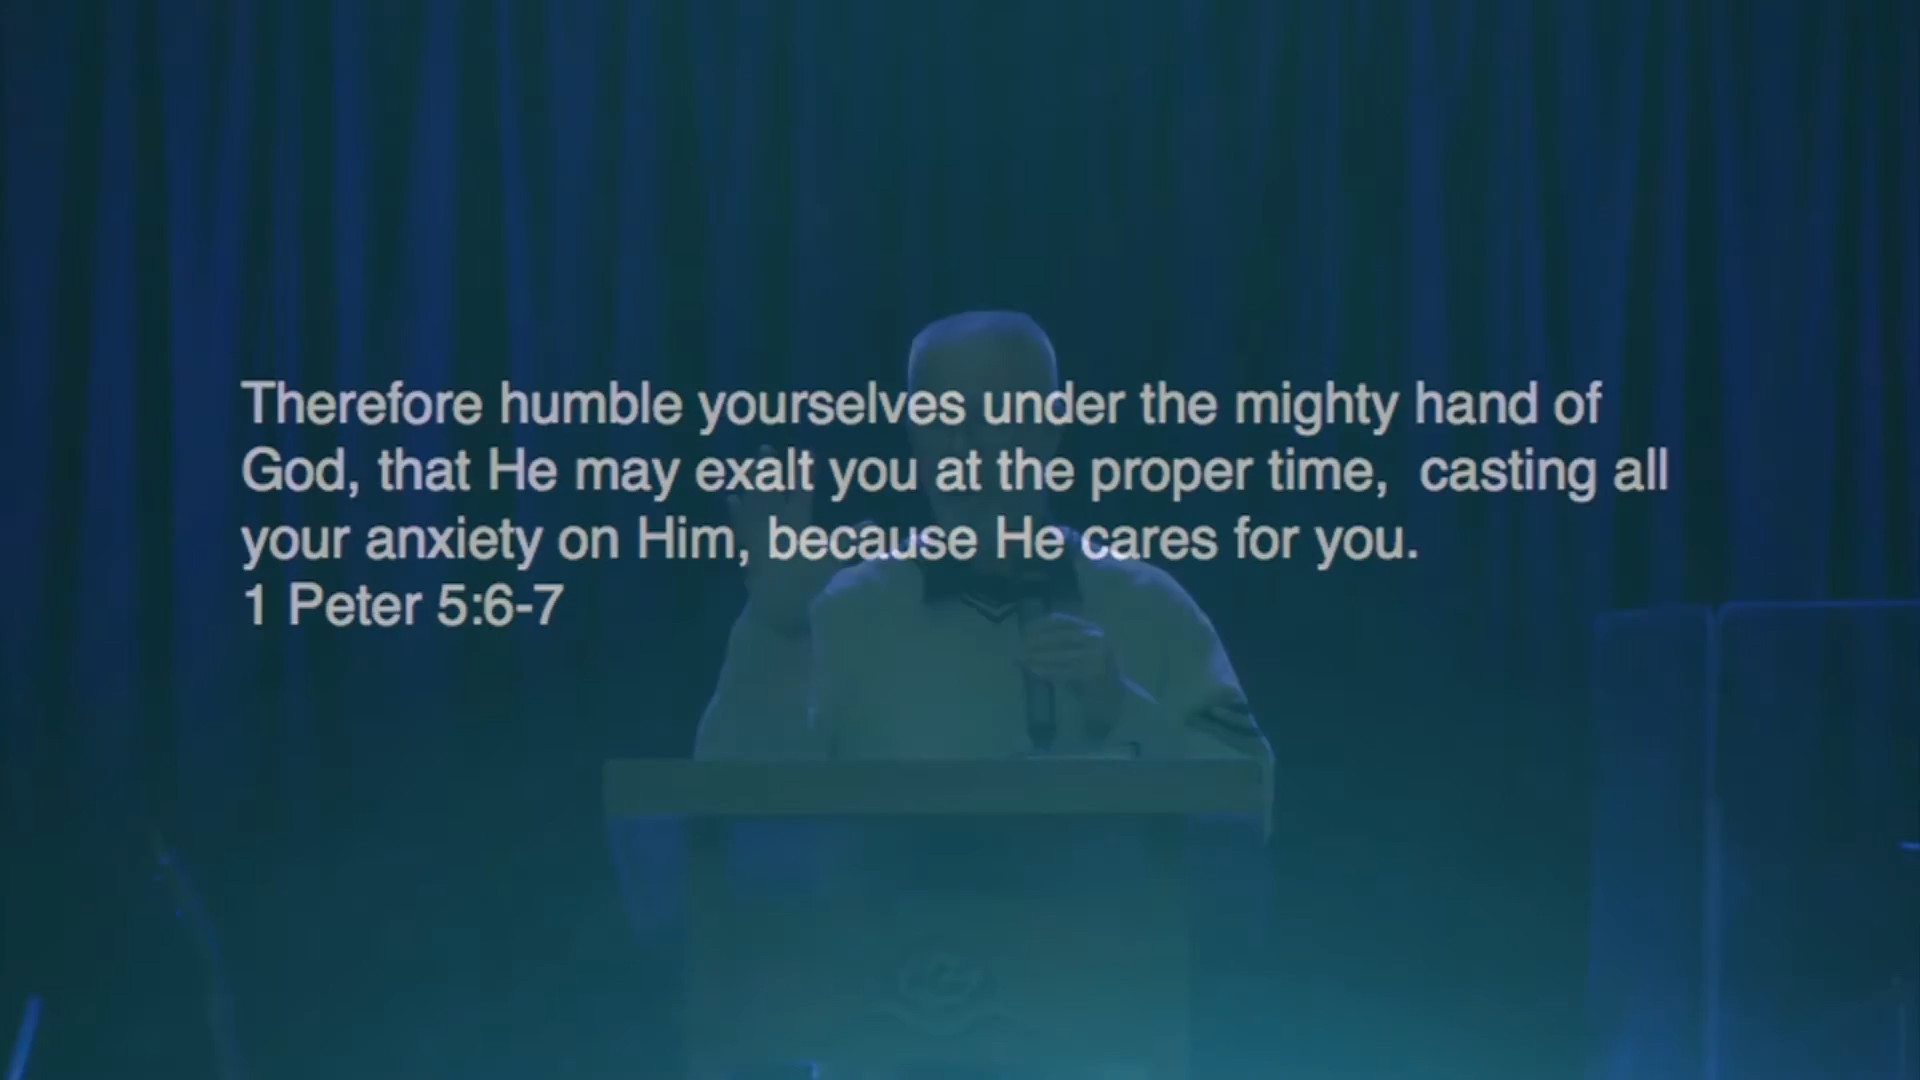 Therefore humble yourselves under the mighty hand of
God, that He may exalt you at the proper time,  casting all
your anxiety on Him, because He cares for you.
1 Peter 5:6-7